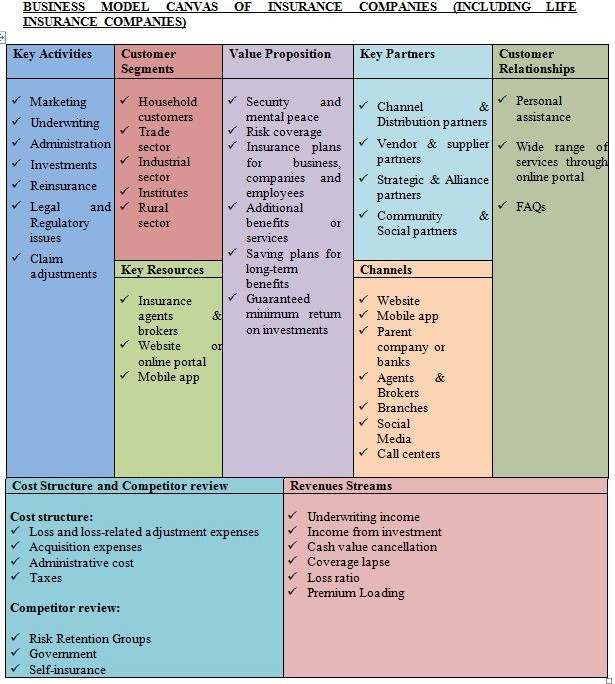 BUSINESS MODEL CANVAS OF INSURANCE COMPANIES (INCLUDING LIFE
INSURANCE COMPANIES)
Key Activities
✓ Marketing
✓ Underwriting
✓ Administration
✓ Investments
✓ Reinsurance
✓ Legal and
Regulatory
issues
✓ Claim
adjustments
Customer
Segments
✓ Household
customers
✓ Trade
sector
✓ Industrial
sector
✓ Institutes
✓ Rural
sector
Key Resources
✓ Insurance
agents &
brokers
✓ Website or
online portal
✓ Mobile app
Value Proposition
✓ Security and
mental peace
✓ Risk coverage
✓ Insurance plans
for business,
companies and
employees
✓ Additional
benefits or
services
✓ Saving plans for
long-term
benefits
✓ Guaranteed
minimum return
on investments
Key Partners
✓ Channel &
Distribution partners
✓ Vendor & supplier
partners
✓ Strategic & Alliance
partners
✓ Community &
Social partners
Channels
✓ Website
✓ Mobile app
✓ Parent
company or
banks
✓ Agents &
Brokers
✓ Branches
✓ Social
Media
✓ Call centers
Customer
Relationships
✓ Personal
assistance
✓ Wide range of
services through
online portal
✓ FAQs
Cost Structure and Competitor review
Cost structure:
✓ Loss and loss-related adjustment expenses
✓ Acquisition expenses
✓ Administrative cost
✓ Taxes
Competitor review:
✓ Risk Retention Groups
✓ Government
✓ Self-insurance
Revenues Streams
✓ Underwriting income
✓ Income from investment
✓ Cash value cancellation
✓ Coverage lapse
✓ Loss ratio
✓ Premium Loading